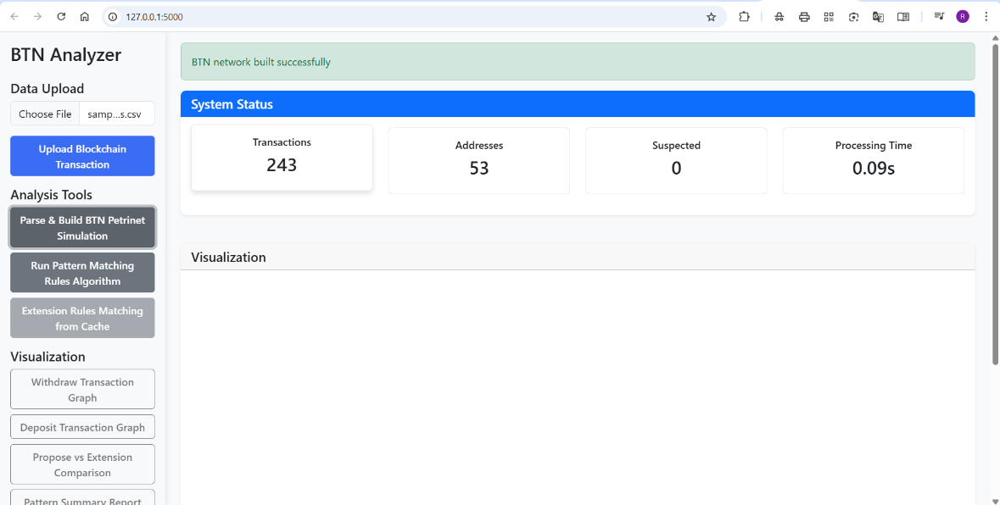 127.0.0.1:5000
R
BTN Analyzer
Data Upload
Choose File samp...s.csv
Upload Blockchain
Transaction
Analysis Tools
Parse & Build BTN Petrinet
Simulation
Run Pattern Matching
Rules Algorithm
Extension Rules Matching
from Cache
Visualization
Withdraw Transaction
Graph
Deposit Transaction Graph
Propose vs Extension
Comparison
Pattern Summary Report
BTN network built successfully
System Status
Transactions
243
Addresses
53
Suspected
0
Processing Time
0.09s
Visualization